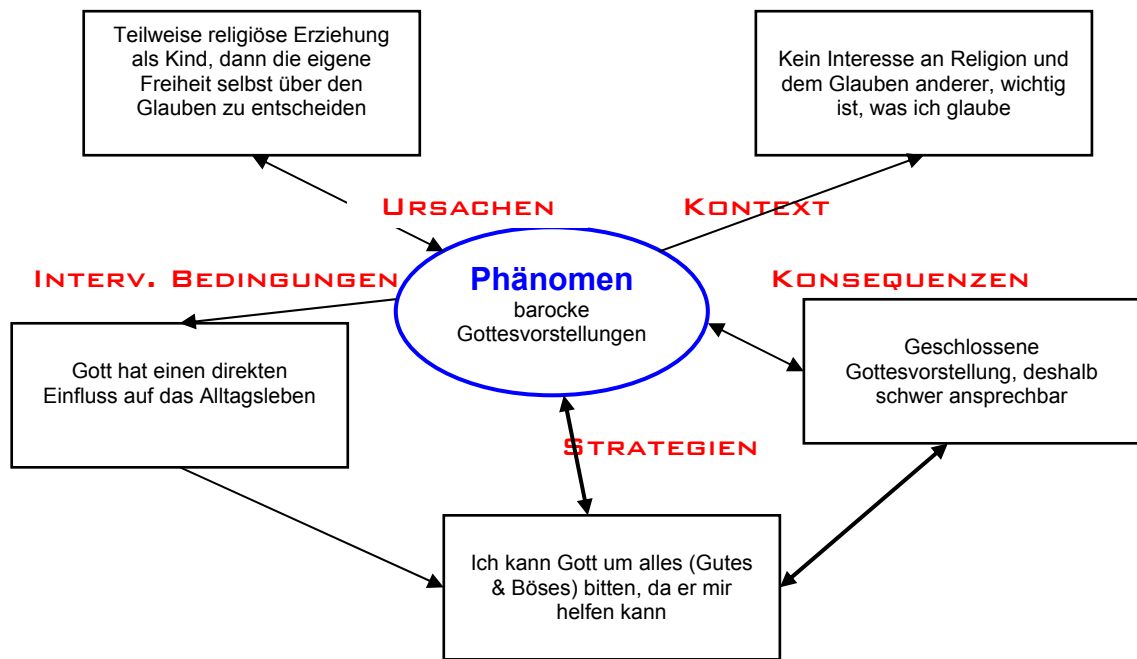 Teilweise religiöse Erziehung
als Kind, dann die eigene
Freiheit selbst über den
Glauben zu entscheiden
Kein Interesse an Religion und
dem Glauben anderer, wichtig
ist, was ich glaube
URSACHEN
KONTEXT
INTERV. BEDINGUNGEN
Phänomen
barocke
Gottesvorstellungen
KONSEQUENZEN
Gott hat einen direkten
Einfluss auf das Alltagsleben
Geschlossene
Gottesvorstellung, deshalb
schwer ansprechbar
STRATEGIEN
Ich kann Gott um alles (Gutes
& Böses) bitten, da er mir
helfen kann